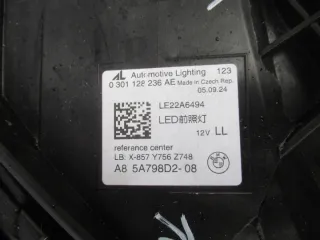 AL Automotive Lighting 123
0 301 128 236 AE Made in Czech Rep.
05.09.24
LE22A6494
LED前照灯
12V LL
referance center
LB: X-857 Y756 Z748
A8 5A798D2-08